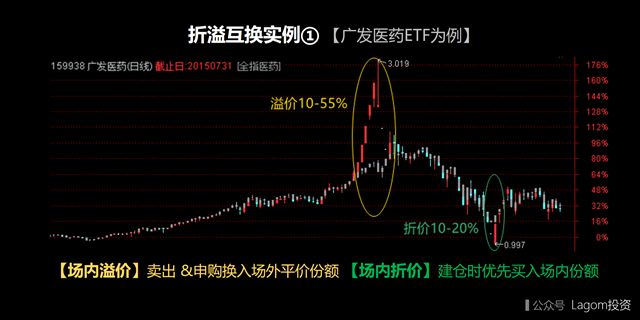 折溢互换实例① 【广发医药ETF为例】
159938 广发医药(日线) 截止日:20150731 [全指医药]
3.019
176%
160%
144%
128%
112%
96%
80%
64%
48%
32%
16%
0%
溢价10-55%
折价10-20%
0.997
【场内溢价】 卖出 &申购换入场外平价份额 【场内折价】 建仓时优先买入场内份额
公众号 Lagom投资